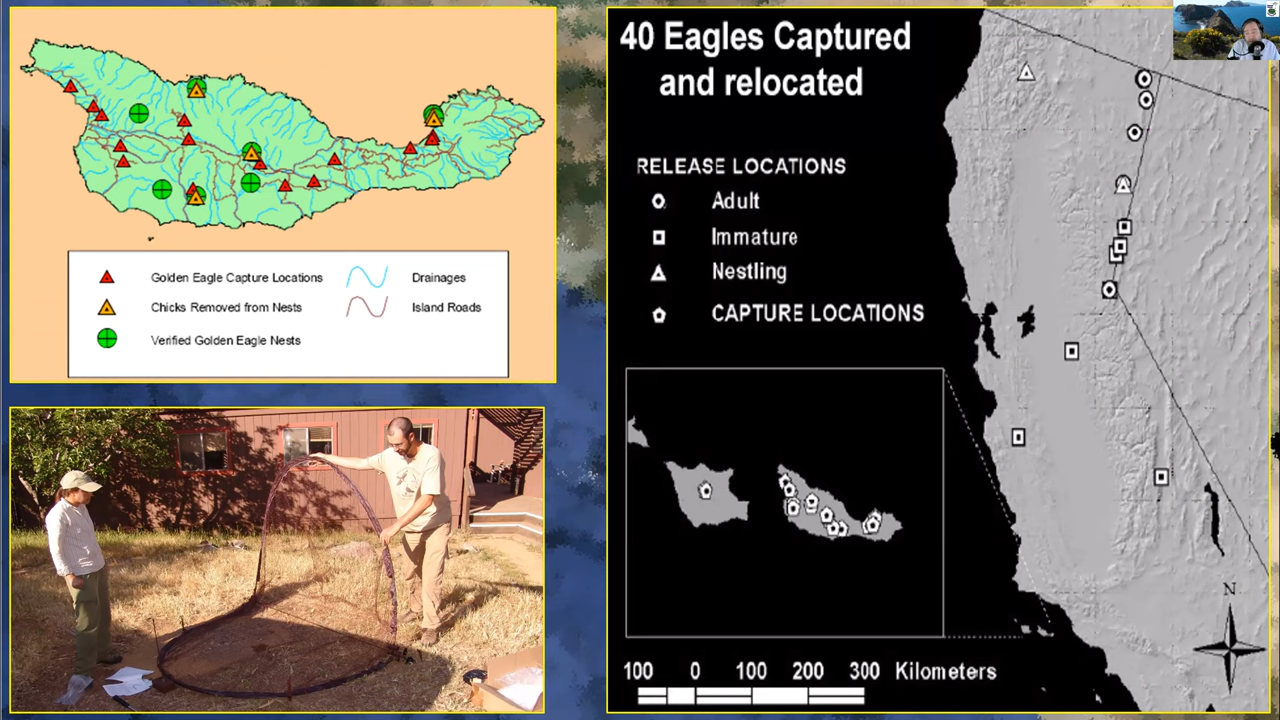 Golden Eagle Capture Locations
Drainages
Chicks Removed from Nests
Island Roads
Verified Golden Eagle Nests
40 Eagles Captured
and relocated
RELEASE LOCATIONS
Adult
Immature
Nestling
CAPTURE LOCATIONS
N
100 0 100 200 300 Kilometers